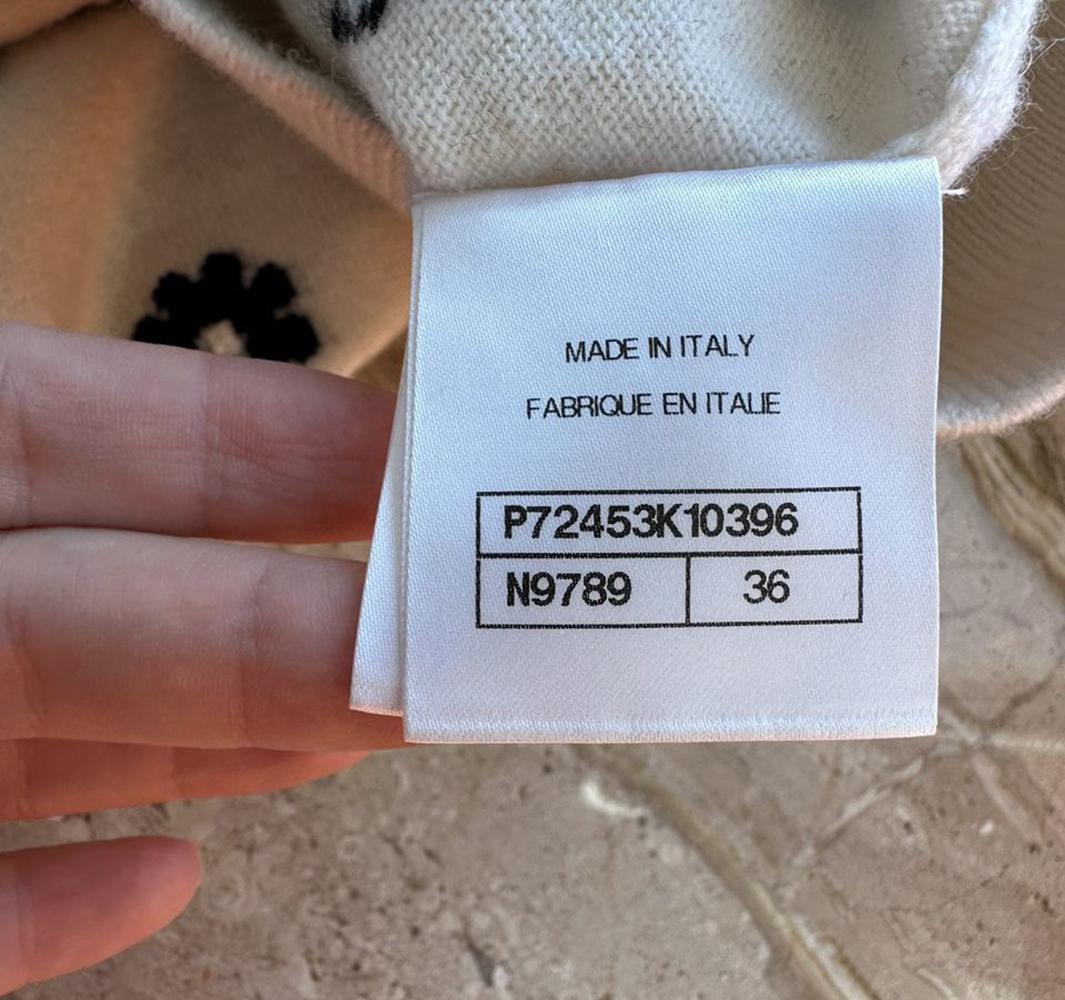 MADE IN ITALY
FABRIQUE EN ITALIE
P72453K10396
N9789 36